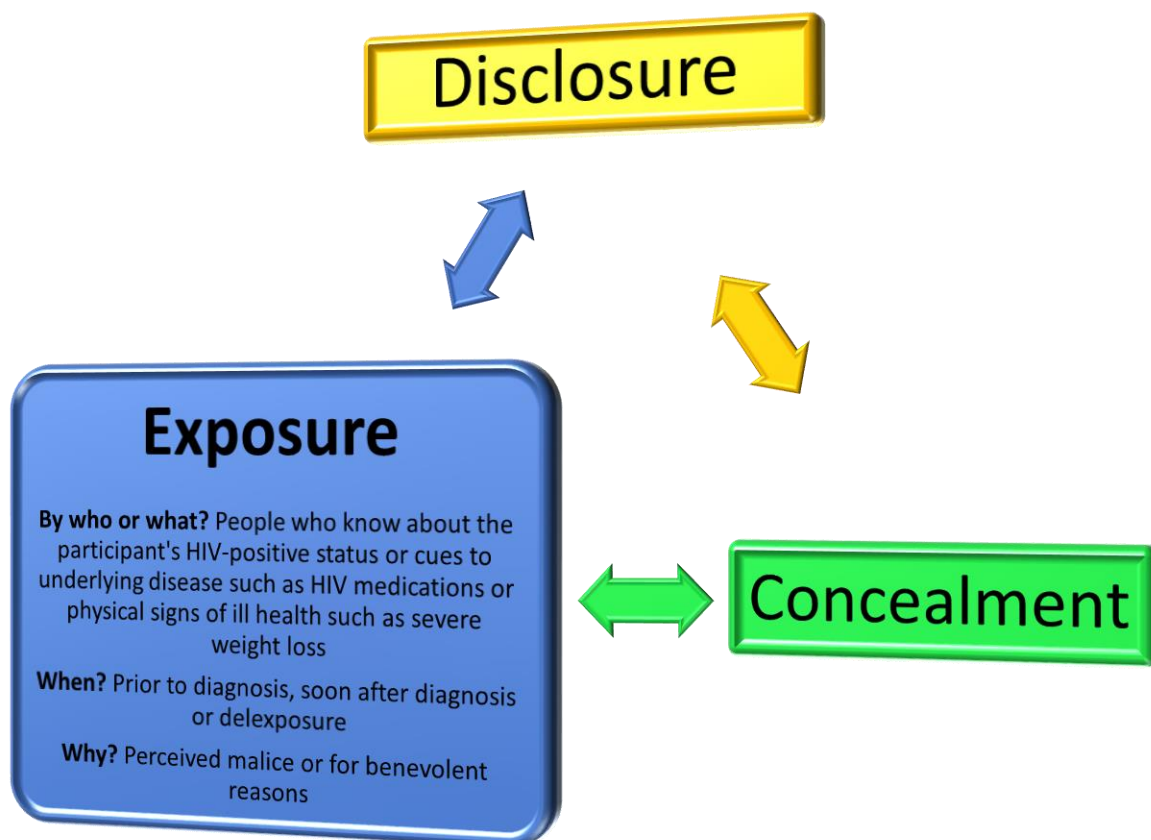 Disclosure
Exposure
By who or what? People who know about the
participant's HIV-positive status or cues to
underlying disease such as HIV medications or
physical signs of ill health such as severe
weight loss
When? Prior to diagnosis, soon after diagnosis
or delexposure
Why? Perceived malice or for benevolent
reasons
Concealment